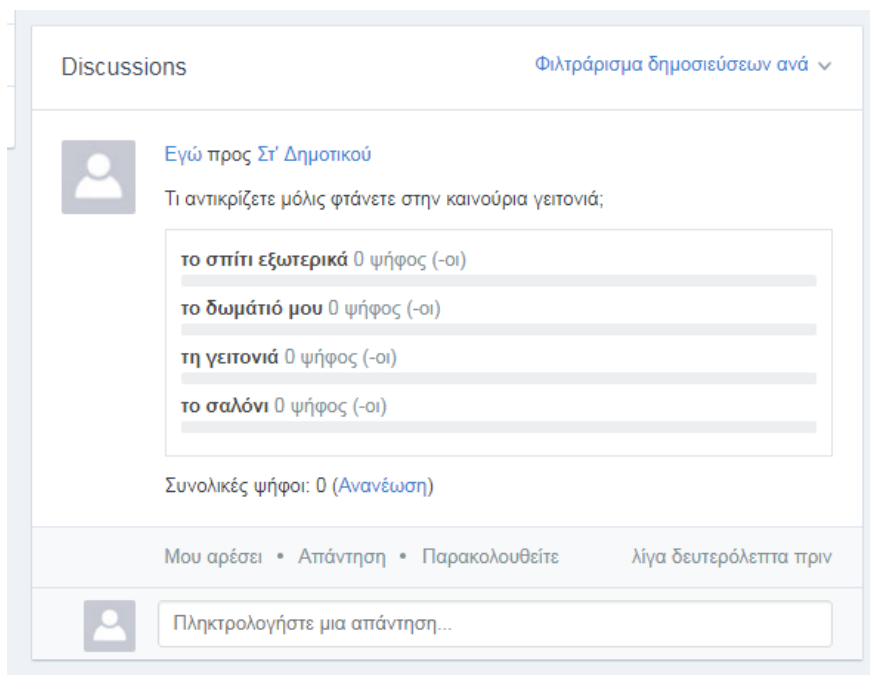 Discussions
Φιλτράρισμα δημοσιεύσεων ανά
Εγώ προς Στ' Δημοτικού
Τι αντικρίζετε μόλις φτάνετε στην καινούρια γειτονιά;
το σπίτι εξωτερικά 0 ψήφος (-οι)
το δωμάτιό μου 0 ψήφος (-οι)
τη γειτονιά 0 ψήφος (-οι)
το σαλόνι 0 ψήφος (-οι)
Συνολικές ψήφοι: 0 (Ανανέωση)
Μου αρέσει • Απάντηση • Παρακολουθείτε λίγα δευτερόλεπτα πριν
Πληκτρολογήστε μια απάντηση...